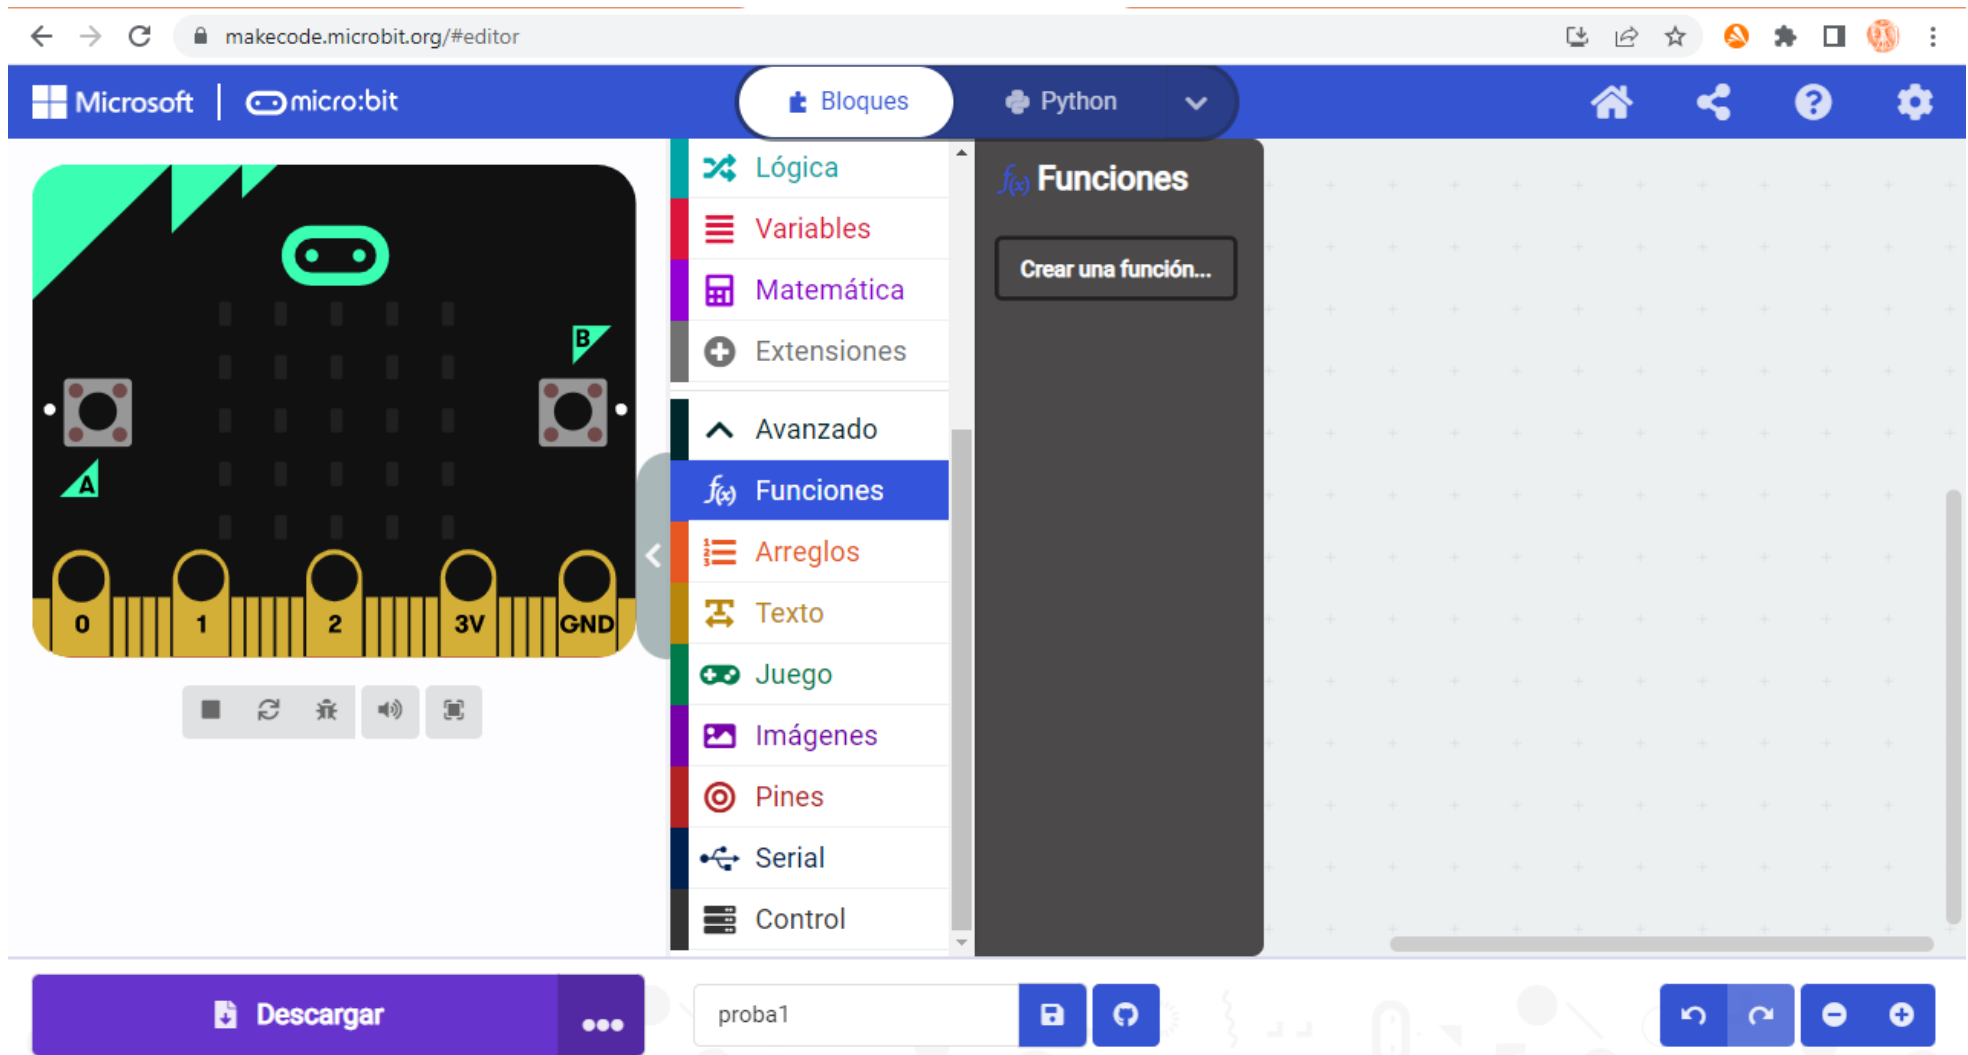 makecode.microbit.org/#editor
Microsoft
micro:bit
Bloques
Python
B
A
0
1
2
3V
GND
Lógica
Variables
Matemática
Extensiones
Avanzado
Funciones
Arreglos
Texto
Juego
Imágenes
Pines
Serial
Control
f(x) Funciones
Crear una función...
Descargar
proba1